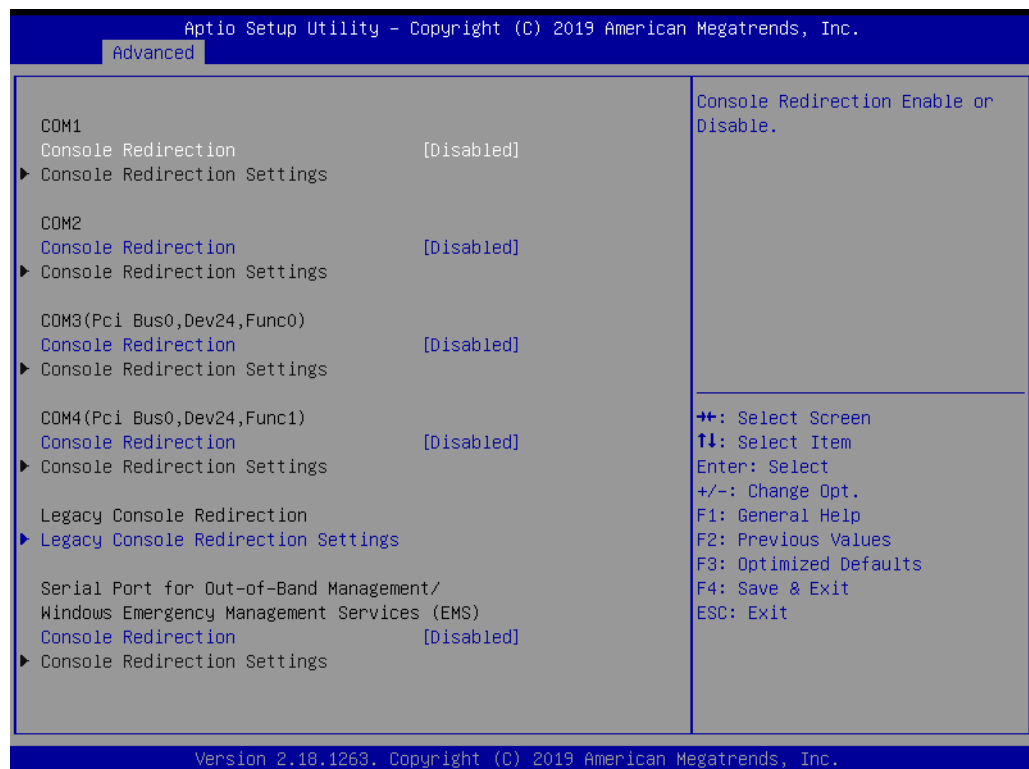 Aptio Setup Utility – Copyright (C) 2019 American Megatrends, Inc.
Advanced
COM1
Console Redirection [Disabled]
Console Redirection Settings
COM2
Console Redirection [Disabled]
Console Redirection Settings
COM3(Pci Bus0,Dev24,Func0)
Console Redirection [Disabled]
Console Redirection Settings
COM4(Pci Bus0,Dev24,Func1)
Console Redirection [Disabled]
Console Redirection Settings
Legacy Console Redirection
Legacy Console Redirection Settings
Serial Port for Out-of-Band Management/
Windows Emergency Management Services (EMS)
Console Redirection [Disabled]
Console Redirection Settings
Console Redirection Enable or
Disable.
→←: Select Screen
↑↓: Select Item
Enter: Select
+/-: Change Opt.
F1: General Help
F2: Previous Values
F3: Optimized Defaults
F4: Save & Exit
ESC: Exit
Version 2.18.1263. Copyright (C) 2019 American Megatrends, Inc.